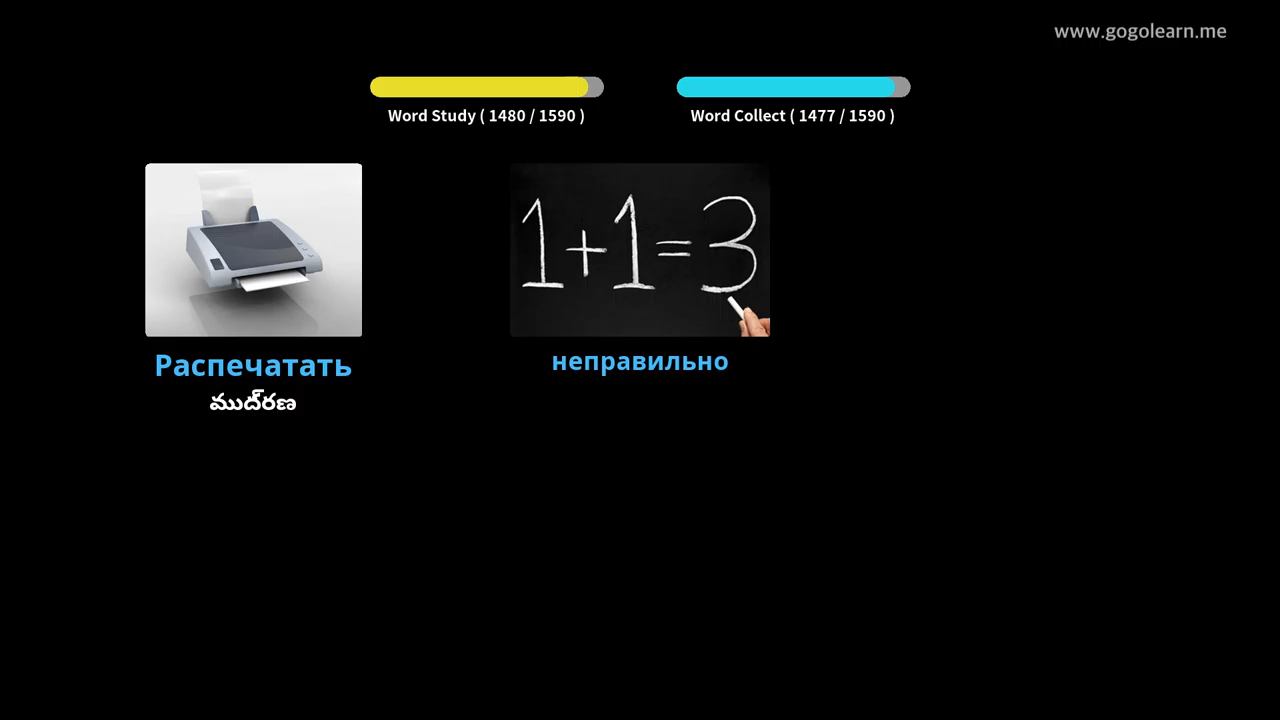 www.gogolearn.me
Word Study ( 1480 / 1590 )
Word Collect ( 1477 / 1590 )
1+1=3
Распечатать
ముద్రణ
неправильно